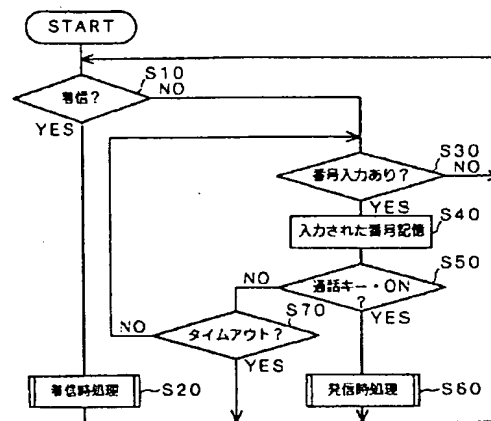 START
着信?
S10
NO
YES
番号入力あり?
S30
NO
YES
入力された番号記憶
S40
通話キー・ON
?
S50
NO
YES
タイムアウト?
S70
NO
YES
着信時処理
S20
発信時処理
S60